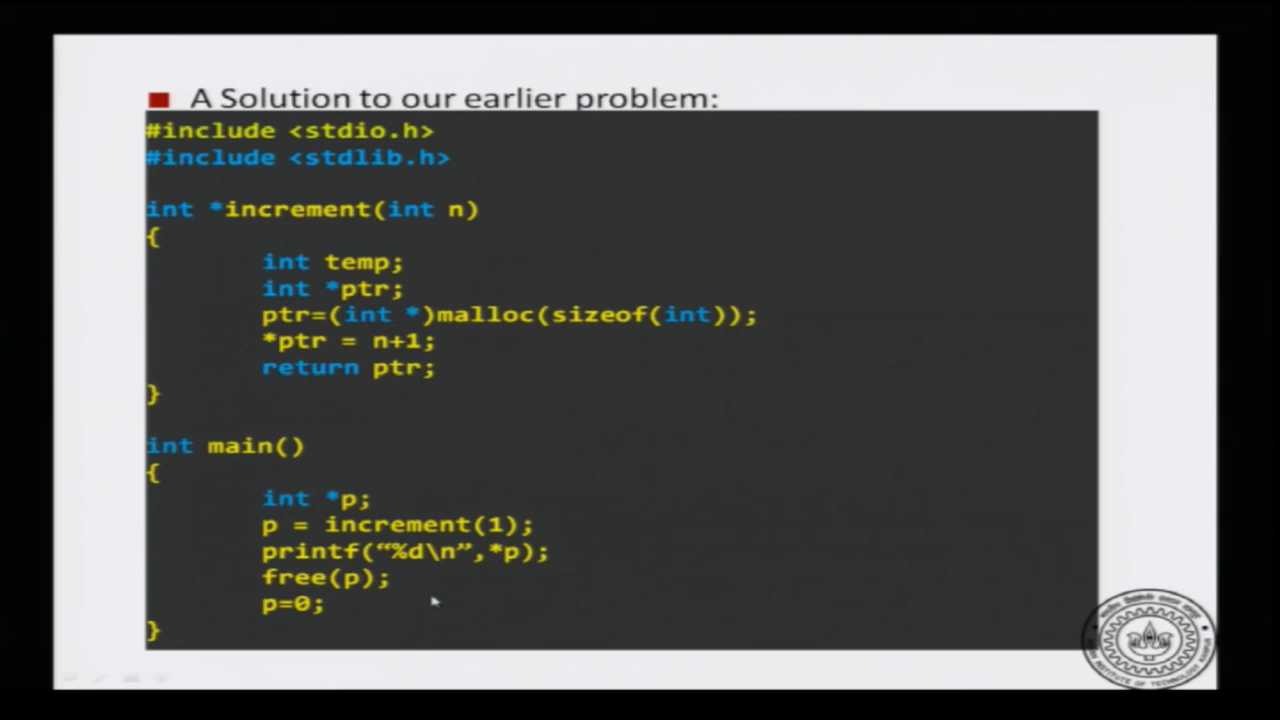 A Solution to our earlier problem:
#include <stdio.h>
#include <stdlib.h>
int *increment(int n)
{
int temp;
int *ptr;
ptr=(int *)malloc(sizeof(int));
*ptr = n+1;
return ptr;
}
int main()
{
int *p;
p = increment(1);
printf(“%d\n”,*p);
free(p);
p=0;
}